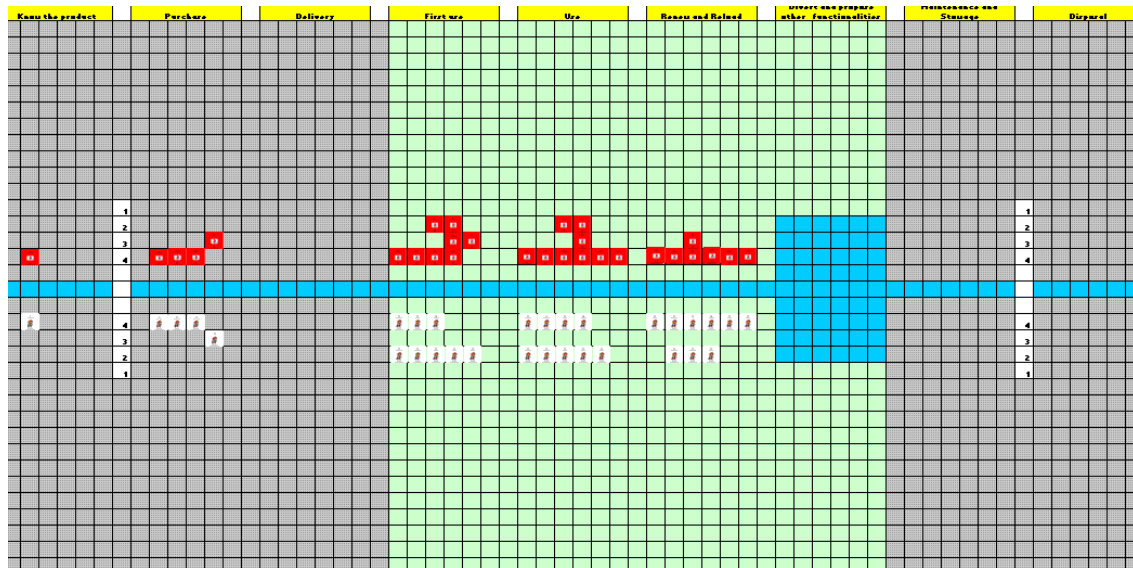 Know the product
Purchase
Delivery
First use
Use
Renew and Reload
Divert and prepare
other functionalities
Maintenance and
Storage
Disposal
1 1
2 2
3 3
4 4
4 4
3 3
2 2
1 1